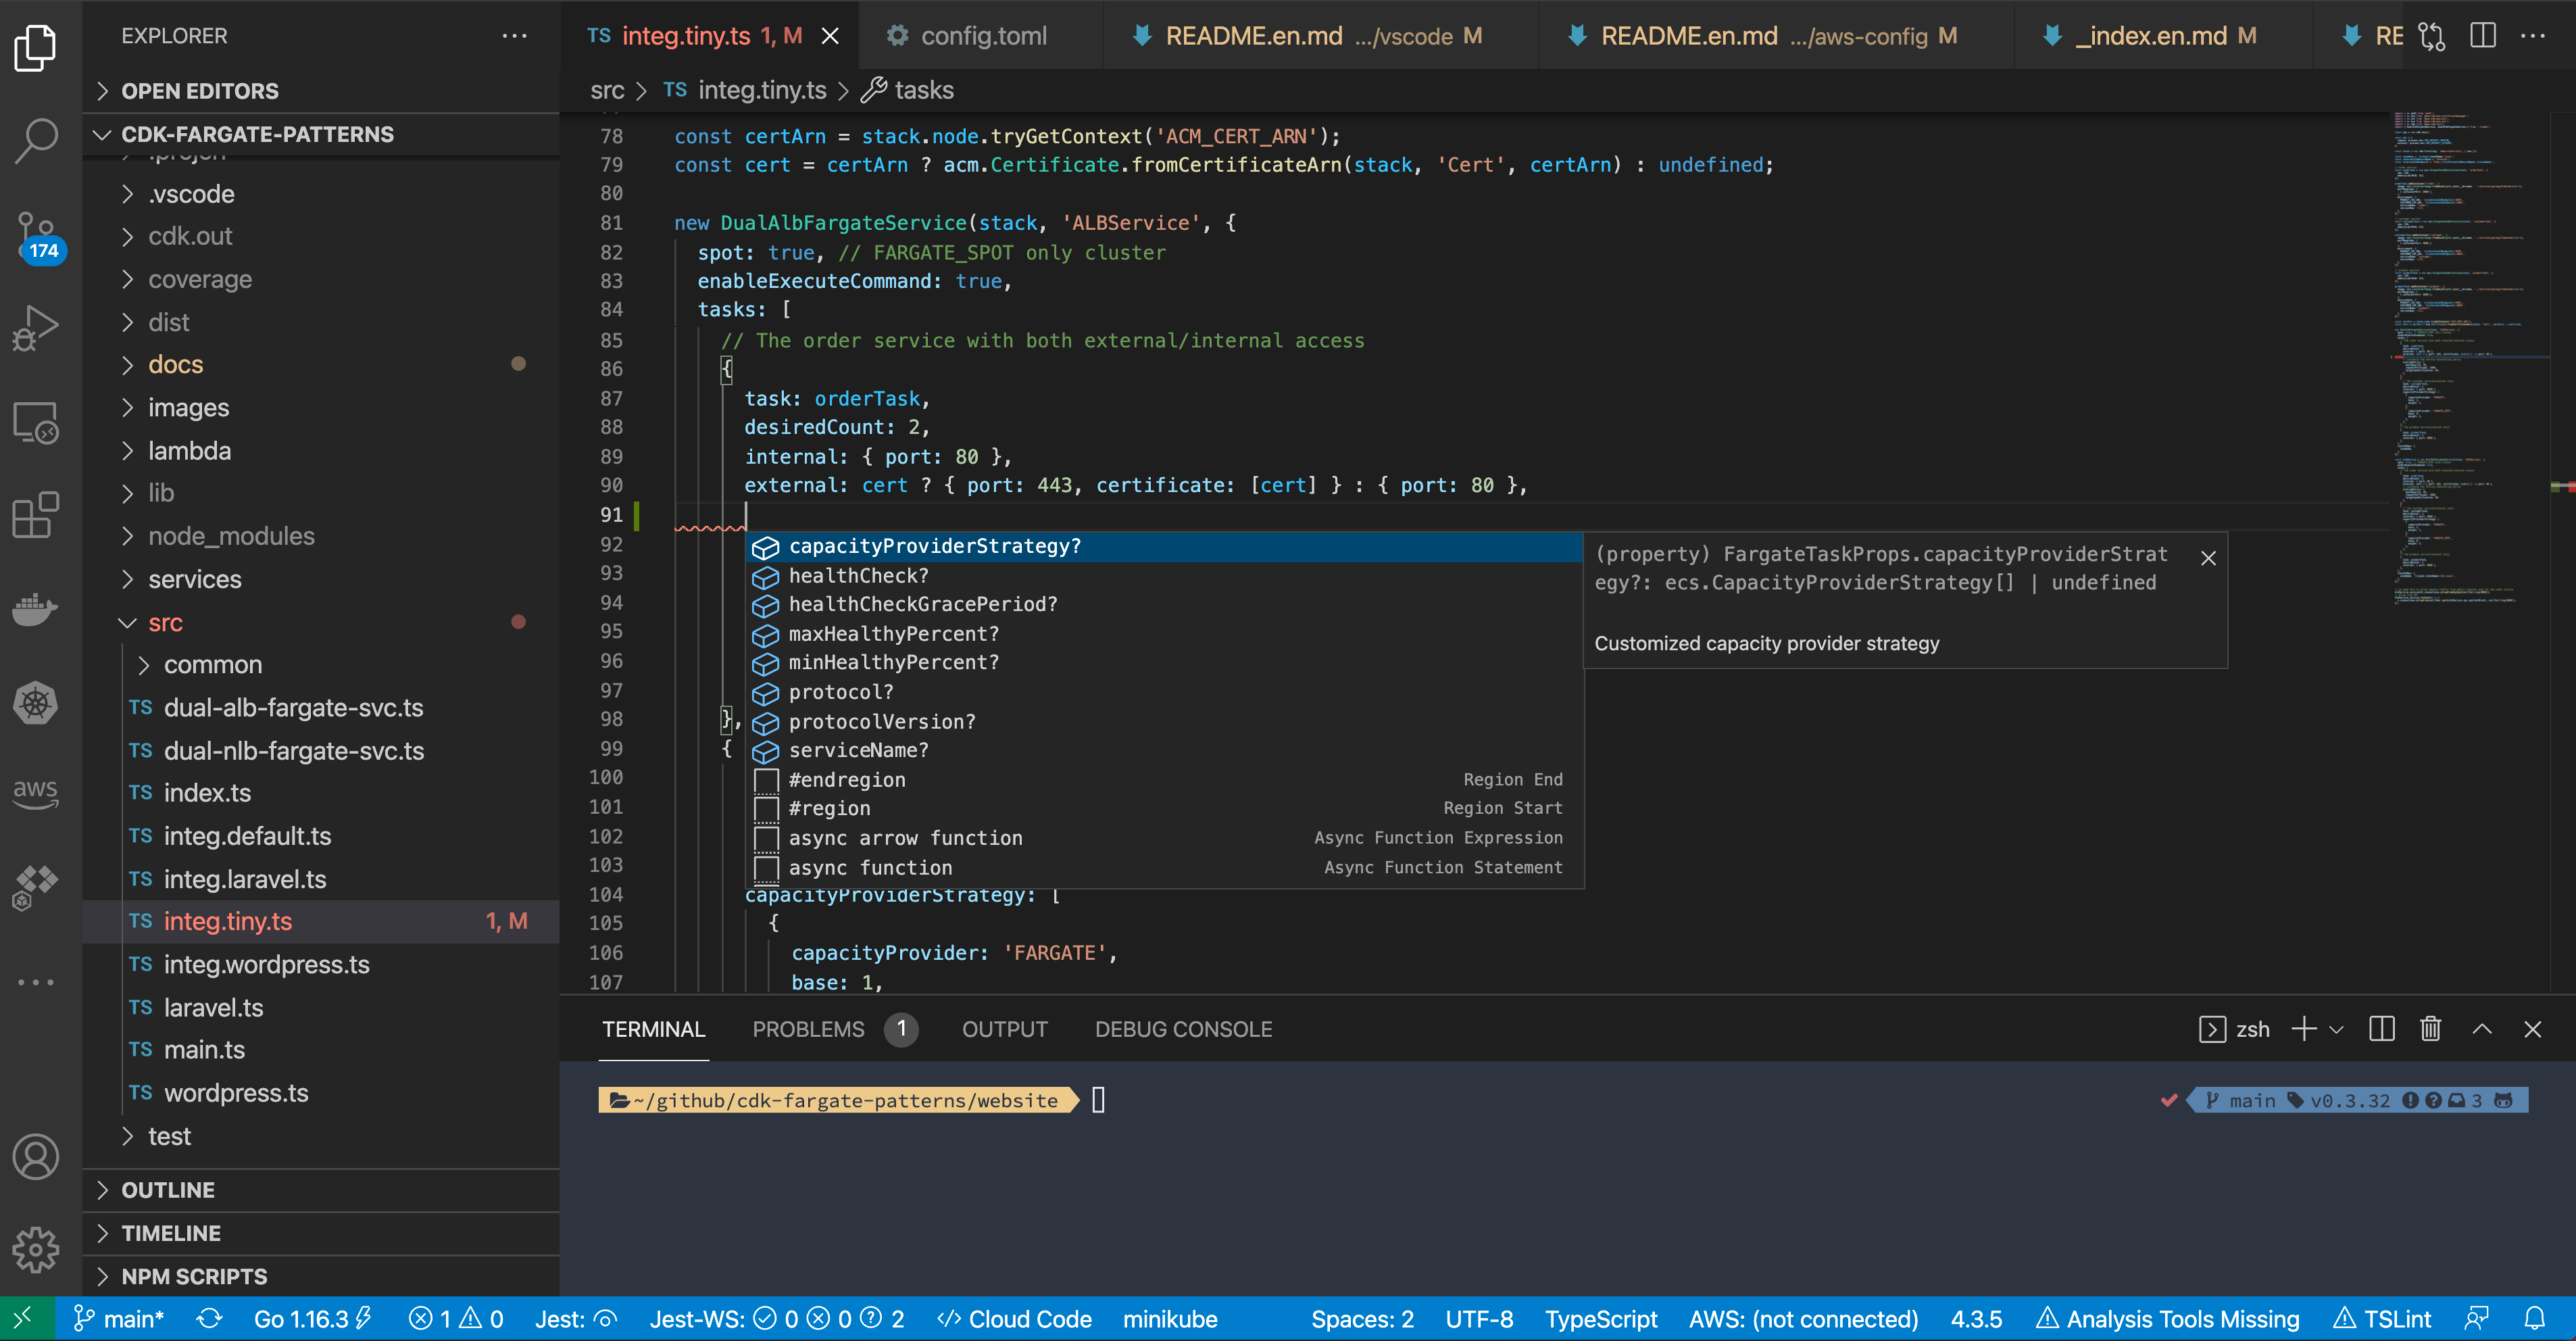 EXPLORER
OPEN EDITORS
CDK-FARGATE-PATTERNS
.projen
.vscode
cdk.out
coverage
dist
docs
images
lambda
lib
node_modules
services
src
common
TS dual-alb-fargate-svc.ts
TS dual-nlb-fargate-svc.ts
TS index.ts
TS integ.default.ts
TS integ.laravel.ts
TS integ.tiny.ts 1, M
TS integ.wordpress.ts
TS laravel.ts
TS main.ts
TS wordpress.ts
test
OUTLINE
TIMELINE
NPM SCRIPTS
174
aws
TS integ.tiny.ts 1, M
config.toml
README.en.md .../vscode M
README.en.md .../aws-config M
_index.en.md M
RE
src > TS integ.tiny.ts > tasks
78 const certArn = stack.node.tryGetContext('ACM_CERT_ARN');
79 const cert = certArn ? acm.Certificate.fromCertificateArn(stack, 'Cert', certArn) : undefined;
80
81 new DualAlbFargateService(stack, 'ALBService', {
82 spot: true, // FARGATE_SPOT only cluster
83 enableExecuteCommand: true,
84 tasks: [
85 // The order service with both external/internal access
86 {
87 task: orderTask,
88 desiredCount: 2,
89 internal: { port: 80 },
90 external: cert ? { port: 443, certificate: [cert] } : { port: 80 },
91
92
93
94
95
96
97
98 },
99 {
100
101
102
103
104 capacityProviderStrategy: [
105 {
106 capacityProvider: 'FARGATE',
107 base: 1,
capacityProviderStrategy?
healthCheck?
healthCheckGracePeriod?
maxHealthyPercent?
minHealthyPercent?
protocol?
protocolVersion?
serviceName?
#endregion Region End
#region Region Start
async arrow function Async Function Expression
async function Async Function Statement
(property) FargateTaskProps.capacityProviderStrat
egy?: ecs.CapacityProviderStrategy[] | undefined
Customized capacity provider strategy
TERMINAL PROBLEMS 1 OUTPUT DEBUG CONSOLE
zsh
~/github/cdk-fargate-patterns/website
main v0.3.32 3
main* Go 1.16.3 1 0 Jest: Jest-WS: 0 0 2 Cloud Code minikube
Spaces: 2 UTF-8 TypeScript AWS: (not connected) 4.3.5 Analysis Tools Missing TSLint